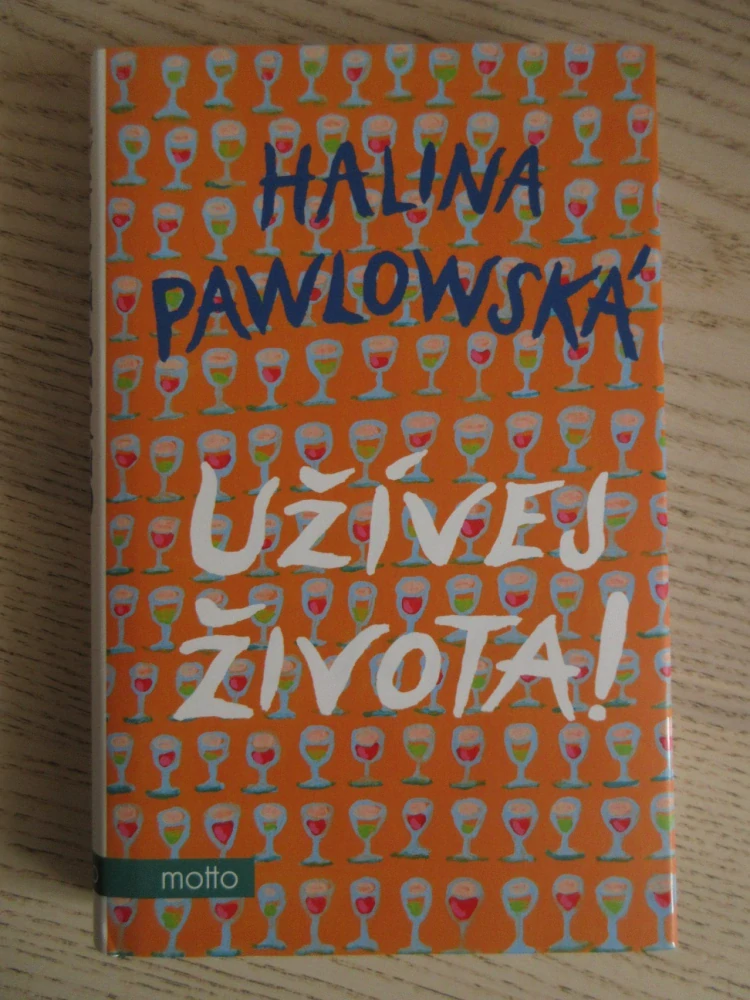 HALINA
PAWLOWSKÁ
UŽÍVEJ
ŽIVOTA!
motto